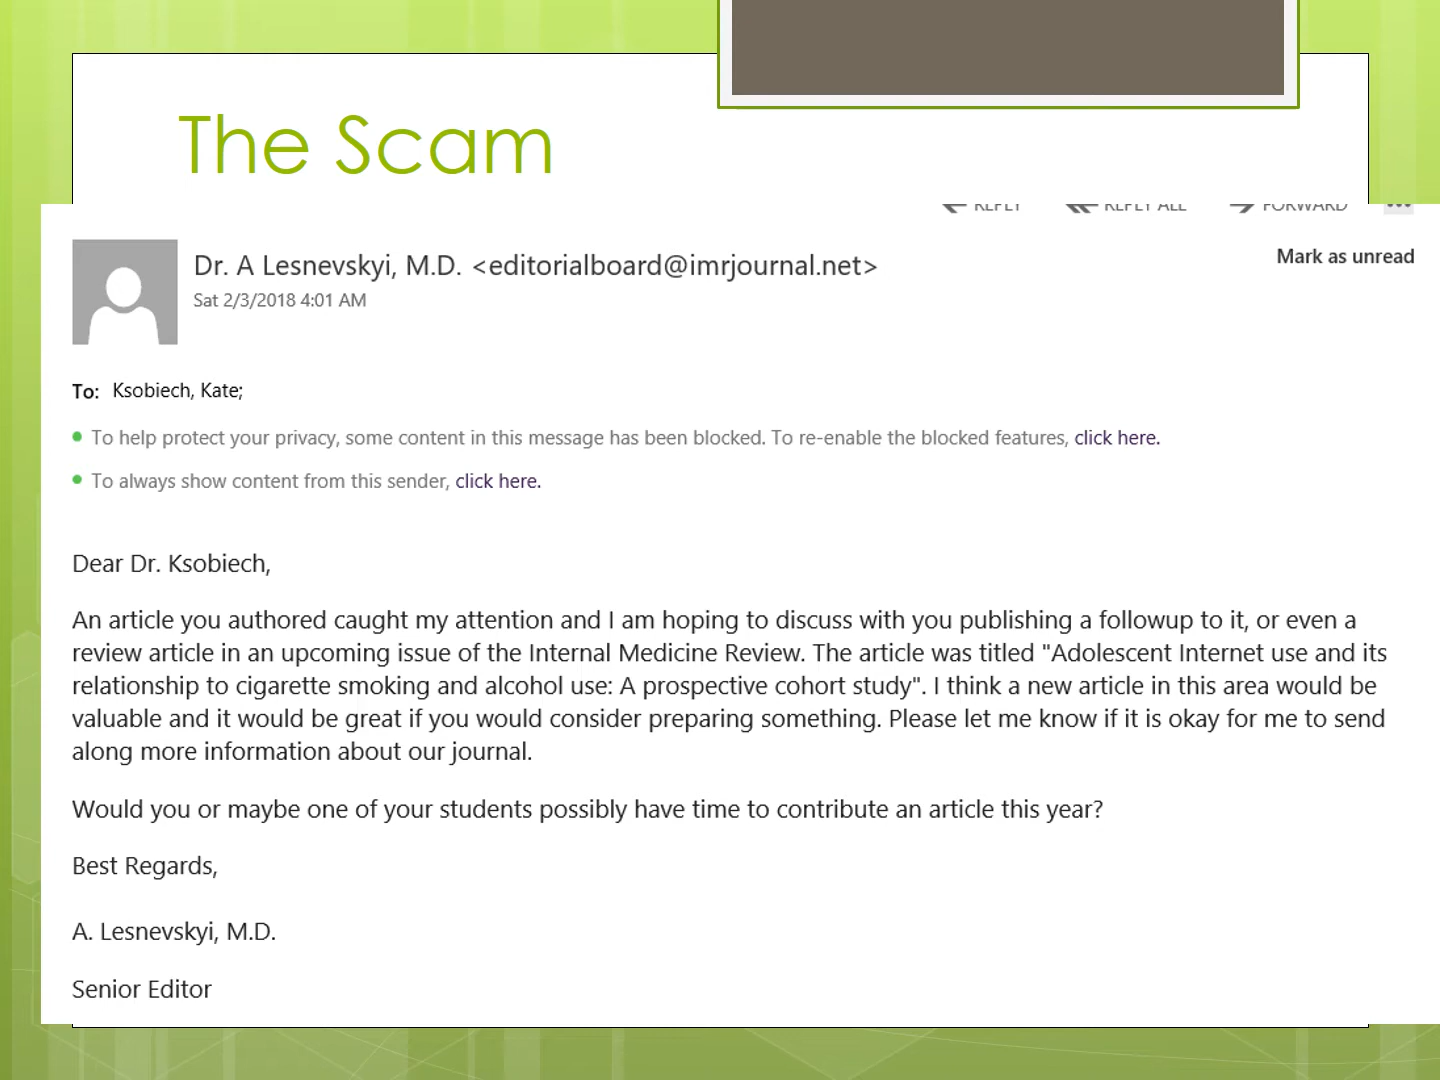 The Scam
REPLY REPLY ALL FORWARD
Dr. A Lesnevskyi, M.D. <editorialboard@imrjournal.net>
Mark as unread
Sat 2/3/2018 4:01 AM
To: Ksobiech, Kate;
To help protect your privacy, some content in this message has been blocked. To re-enable the blocked features, click here.
To always show content from this sender, click here.
Dear Dr. Ksobiech,
An article you authored caught my attention and I am hoping to discuss with you publishing a followup to it, or even a
review article in an upcoming issue of the Internal Medicine Review. The article was titled "Adolescent Internet use and its
relationship to cigarette smoking and alcohol use: A prospective cohort study". I think a new article in this area would be
valuable and it would be great if you would consider preparing something. Please let me know if it is okay for me to send
along more information about our journal.
Would you or maybe one of your students possibly have time to contribute an article this year?
Best Regards,
A. Lesnevskyi, M.D.
Senior Editor